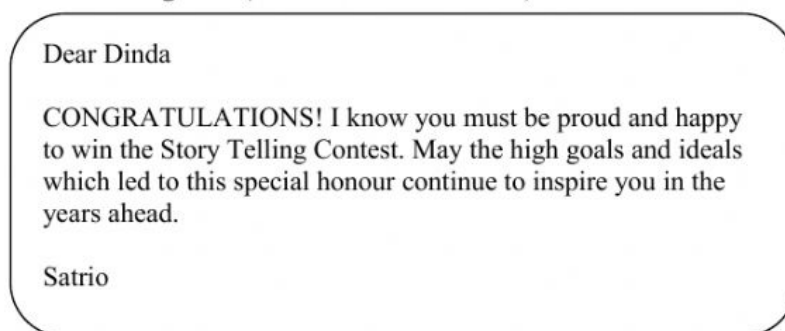 Dear Dinda
CONGRATULATIONS! I know you must be proud and happy
to win the Story Telling Contest. May the high goals and ideals
which led to this special honour continue to inspire you in the
years ahead.
Satrio